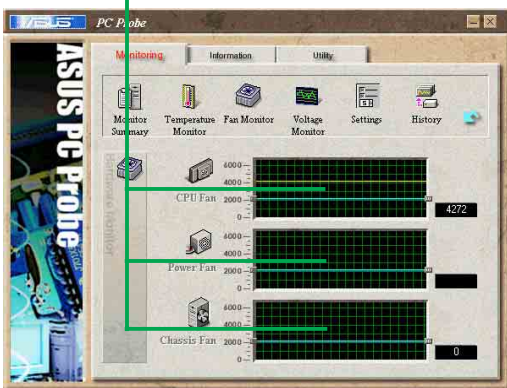 ASUS PC Probe
Monitoring Information Utility
Monitor Summary
Temperature Monitor
Fan Monitor
Voltage Monitor
Settings
History
ASUS PC Probe
Hardware Monitor
6000
4000
2000
0
CPU Fan
4272
6000
4000
2000
0
Power Fan
6000
4000
2000
0
Chassis Fan
0